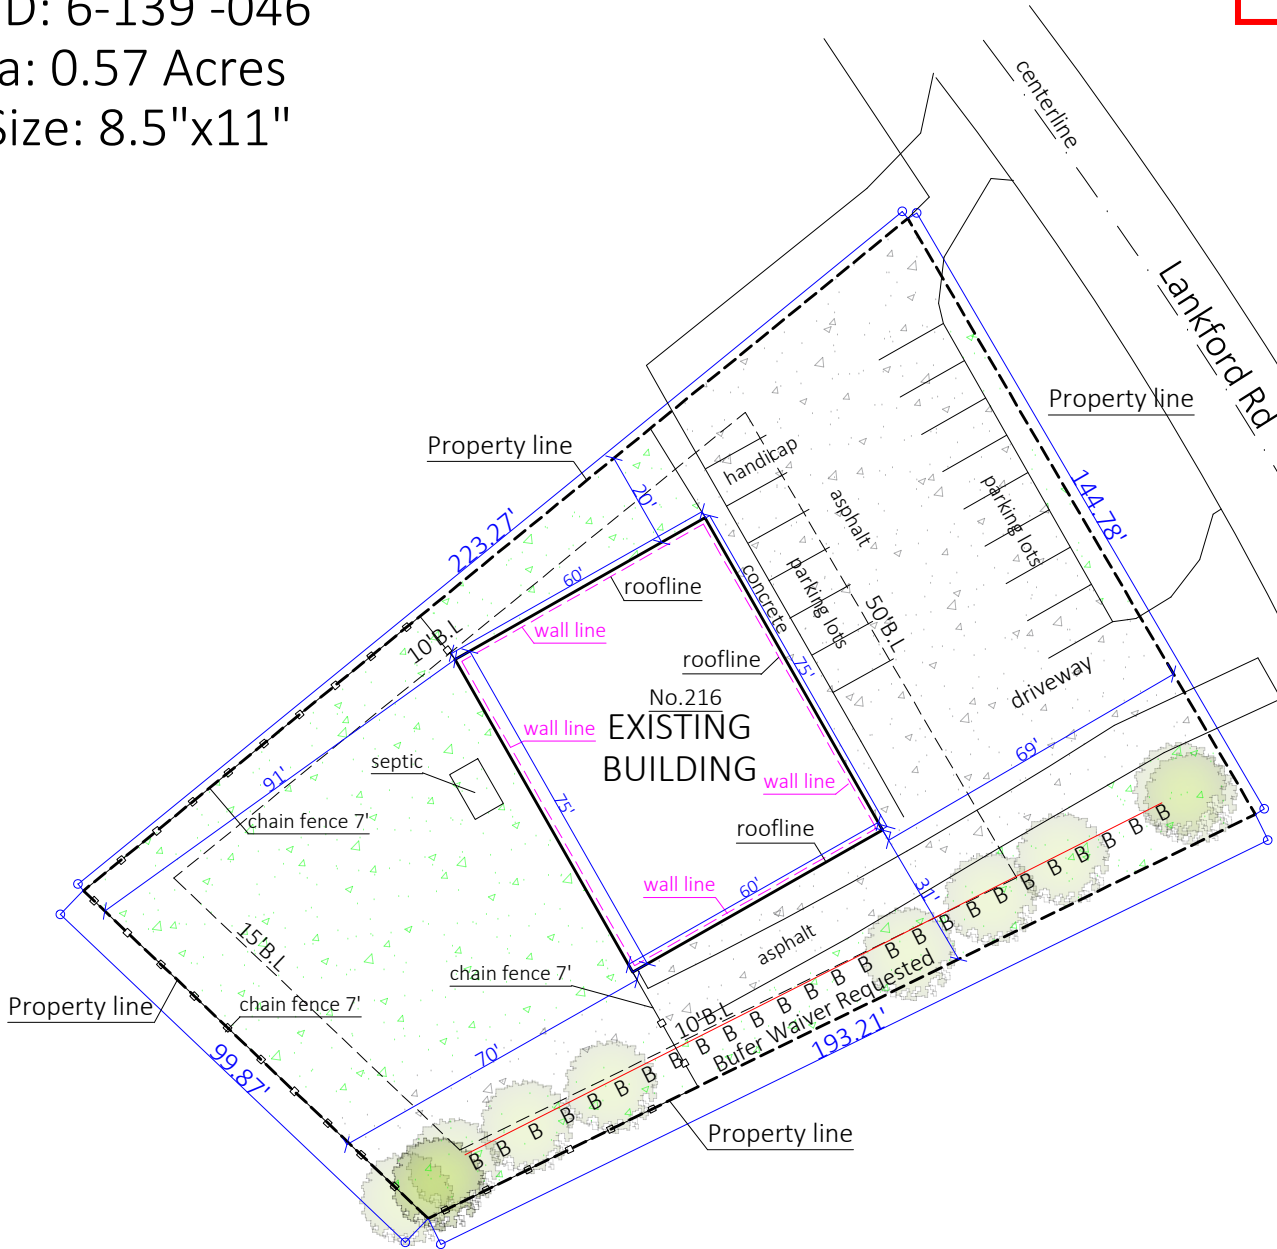 D: 6-139 -046
a: 0.57 Acres
Size: 8.5"x11"
centerline
Lankford Rd
Property line
Property line
144.78'
handicap
20'
asphalt
parking lots
223.27'
60'
roofline
concrete
parking lots
50'B.L
wall line
10'B.L
roofline
75'
No.216
EXISTING
BUILDING
driveway
wall line
septic
91'
75'
wall line
69'
chain fence 7'
roofline
wall line
60'
31'
15'B.L
asphalt
chain fence 7'
chain fence 7'
Property line
10'B.L
Bufer Waiver Requested
B B B B B B B B B B B B B B B B B B B B B B B B B B
193.21'
99.87'
70'
Property line